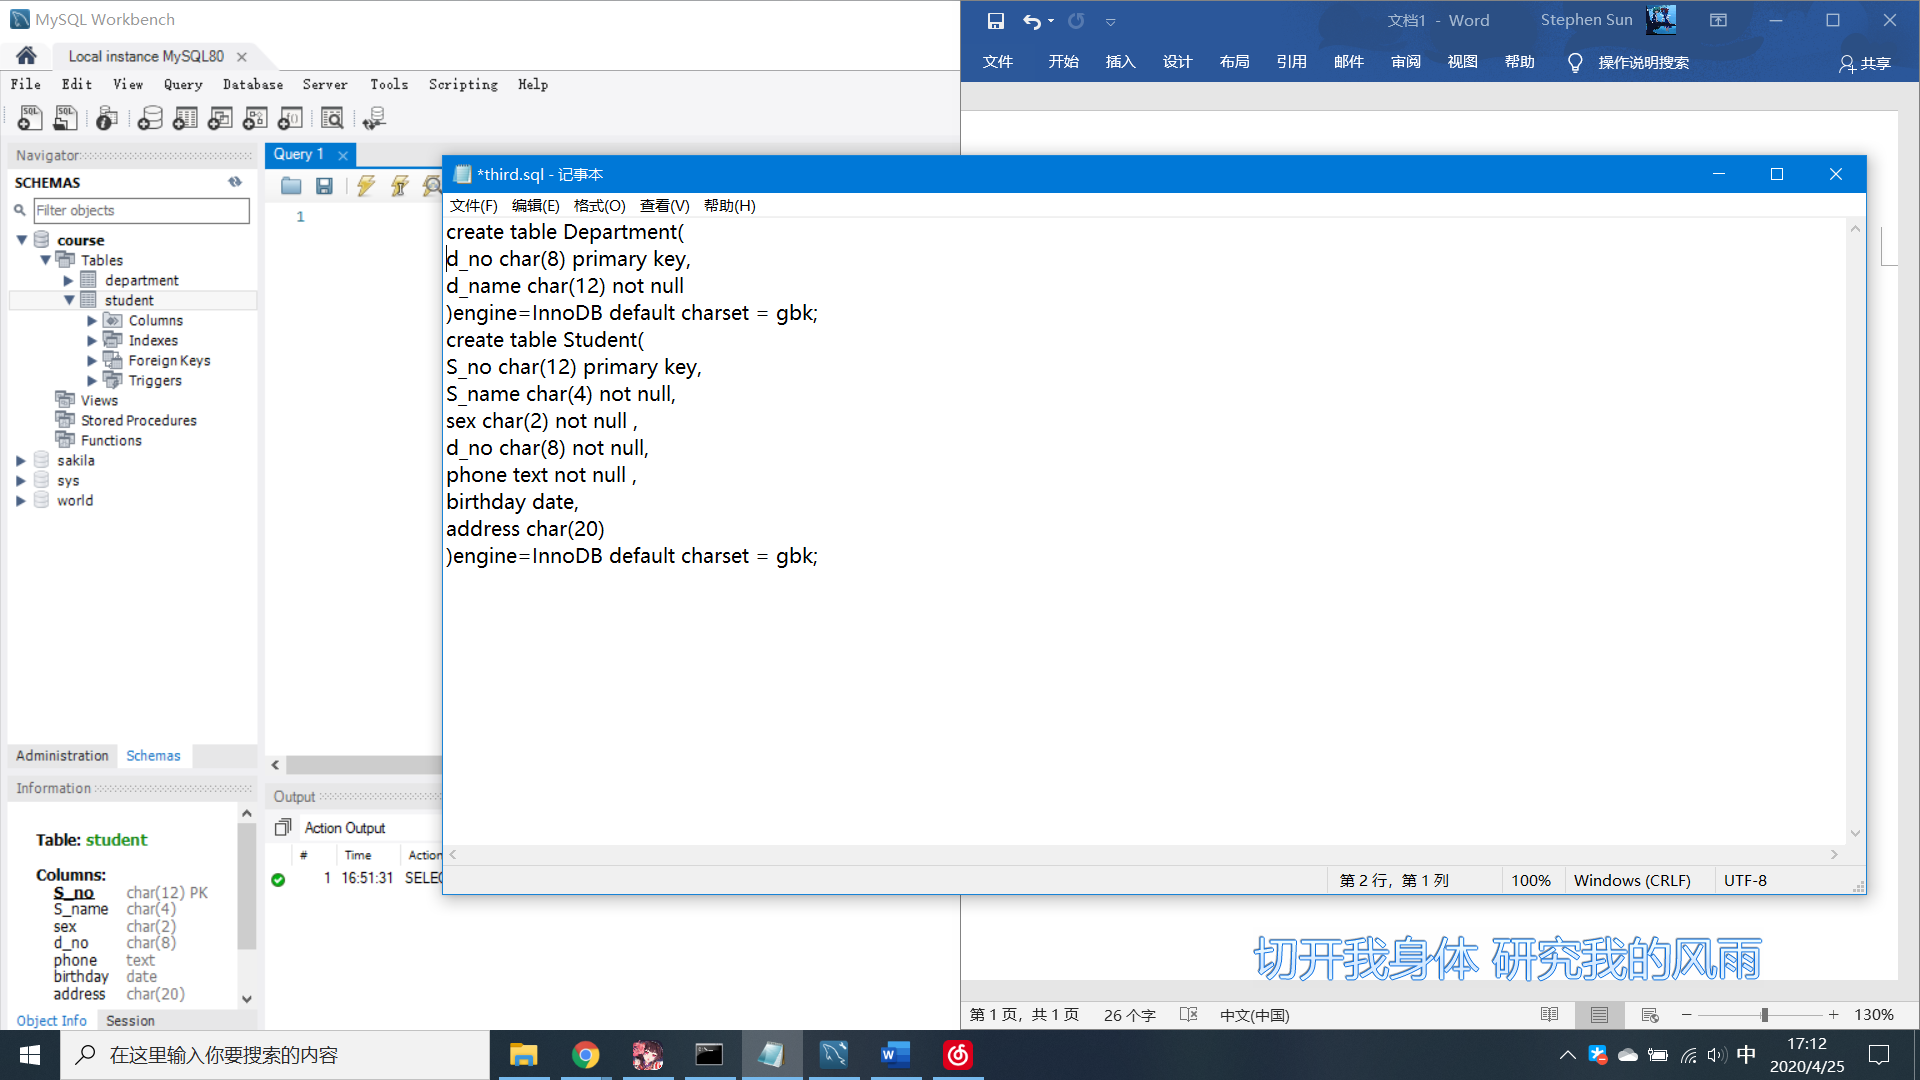 MySQL Workbench
Local instance MySQL80
File Edit View Query Database Server Tools Scripting Help
Navigator
SCHEMAS
Filter objects
course
Tables
department
student
Columns
Indexes
Foreign Keys
Triggers
Views
Stored Procedures
Functions
sakila
sys
world
Administration Schemas
Information
Table: student
Columns:
S_no char(12) PK
S_name char(4)
sex char(2)
d_no char(8)
phone text
birthday date
address char(20)
Object Info Session
Query 1
1
Output
Action Output
# Time Action
1 16:51:31 SELEC
文档1 - Word
Stephen Sun
文件 开始 插入 设计 布局 引用 邮件 审阅 视图 帮助 操作说明搜索 共享
*third.sql - 记事本
文件(F) 编辑(E) 格式(O) 查看(V) 帮助(H)
create table Department(
d_no char(8) primary key,
d_name char(12) not null
)engine=InnoDB default charset = gbk;
create table Student(
S_no char(12) primary key,
S_name char(4) not null,
sex char(2) not null ,
d_no char(8) not null,
phone text not null ,
birthday date,
address char(20)
)engine=InnoDB default charset = gbk;
第 2 行，第 1 列 100% Windows (CRLF) UTF-8
切开我身体 研究我的风雨
第 1 页，共 1 页 26 个字 中文(中国) 130%
在这里输入你要搜索的内容
中
17:12
2020/4/25